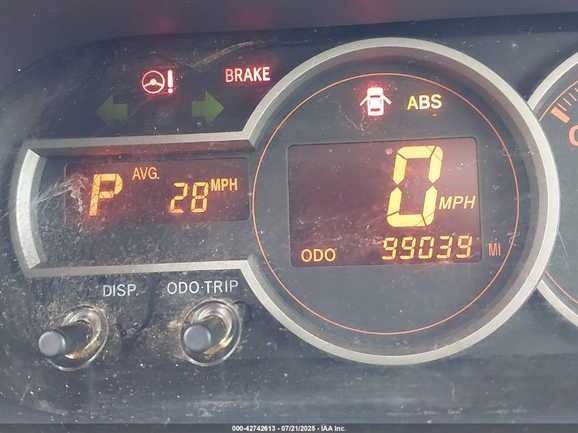 BRAKE
ABS
P AVG. 28 MPH
0 MPH
ODO 99039 MI
DISP. ODO·TRIP
000-42742613 - 07/21/2025 - IAA Inc.